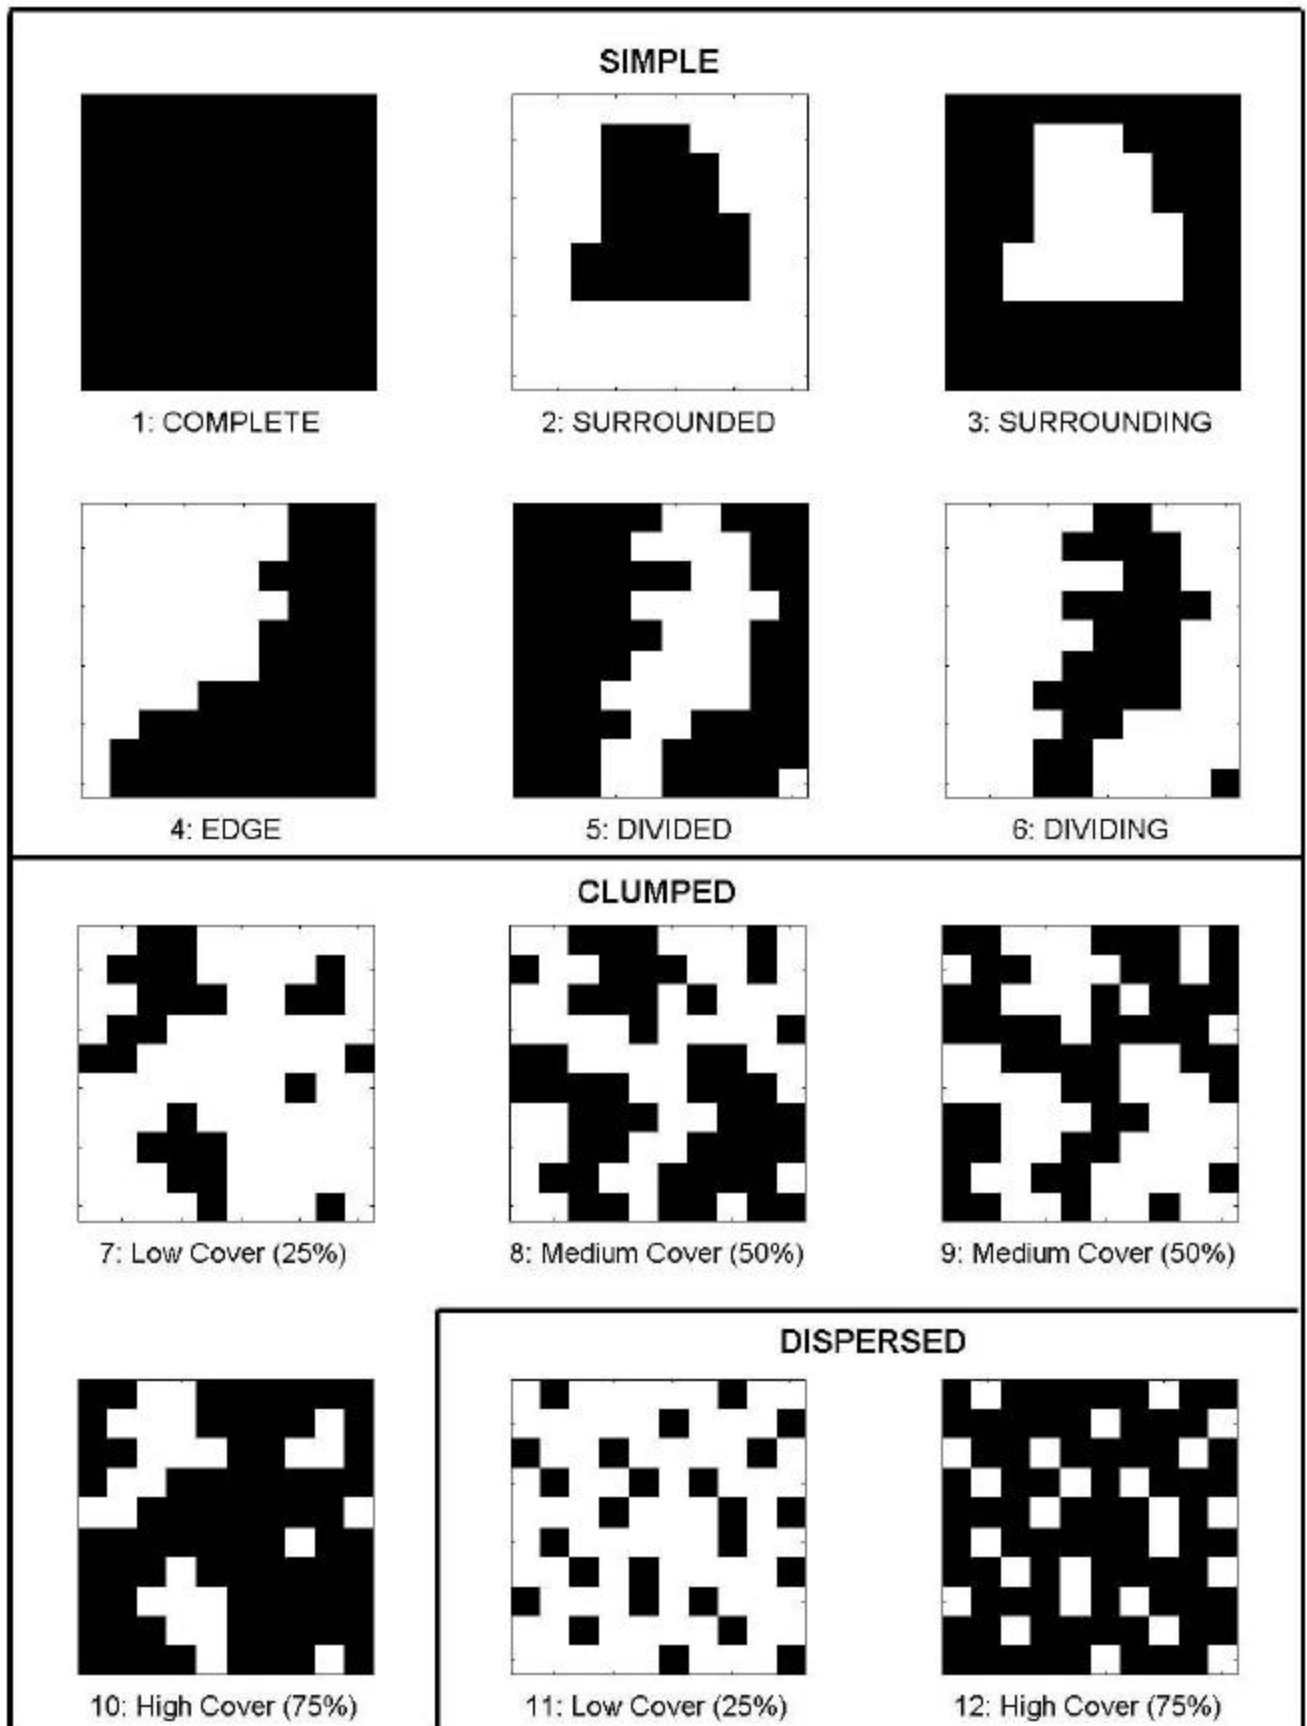 SIMPLE
1: COMPLETE
2: SURROUNDED
3: SURROUNDING
4: EDGE
5: DIVIDED
6: DIVIDING
CLUMPED
7: Low Cover (25%)
8: Medium Cover (50%)
9: Medium Cover (50%)
DISPERSED
10: High Cover (75%)
11: Low Cover (25%)
12: High Cover (75%)